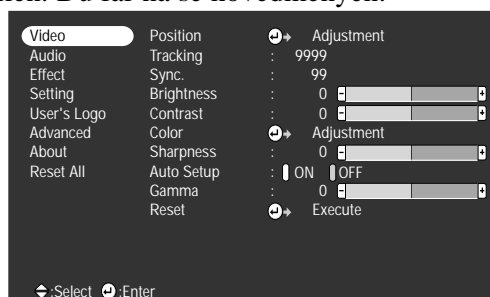 Video Position Adjustment
Audio Tracking : 9999
Effect Sync. : 99
Setting Brightness : 0 - +
User's Logo Contrast : 0 - +
Advanced Color Adjustment
About Sharpness : 0 - +
Reset All Auto Setup : ON OFF
Gamma : 0 - +
Reset Execute
:Select :Enter